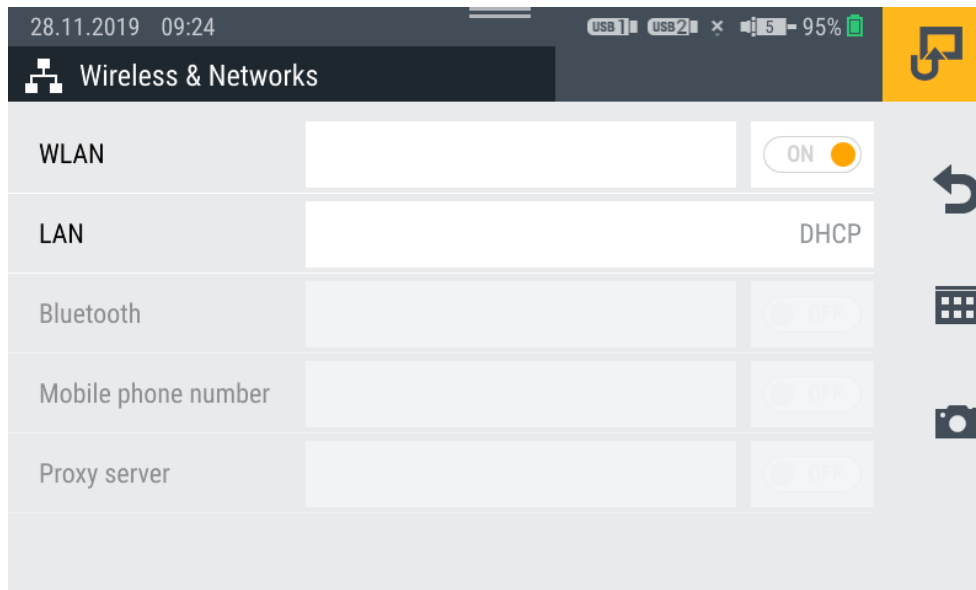 28.11.2019 09:24 USB 1 USB 2 5 95%
Wireless & Networks
WLAN ON
LAN DHCP
Bluetooth OFF
Mobile phone number OFF
Proxy server OFF